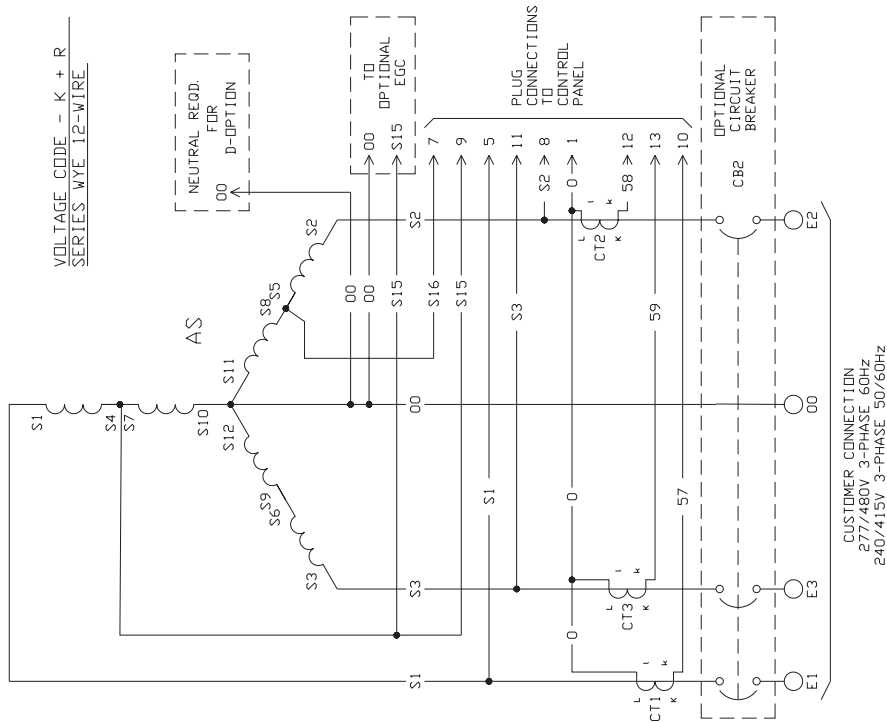 VOLTAGE CODE - K + R
SERIES WYE 12-WIRE
NEUTRAL REQD.
FOR
D-OPTION
00
TO
OPTIONAL
EGC
00
S15
PLUG
CONNECTIONS
TO
CONTROL
PANEL
7
9
5
11
8
1
12
13
10
OPTIONAL
CIRCUIT
BREAKER
CB2
AS
S1
S4
S7
S10
S12
S11
S8
S5
S2
S9
S6
S3
00
00
S15
S16
S15
S2
S2
0
58
S3
59
00
S1
0
57
S3
0
S1
L
l
k
K
CT2
L
l
k
K
CT3
L
l
k
K
CT1
E2
00
E3
E1
CUSTOMER CONNECTION
277/480V 3-PHASE 60Hz
240/415V 3-PHASE 50/60Hz